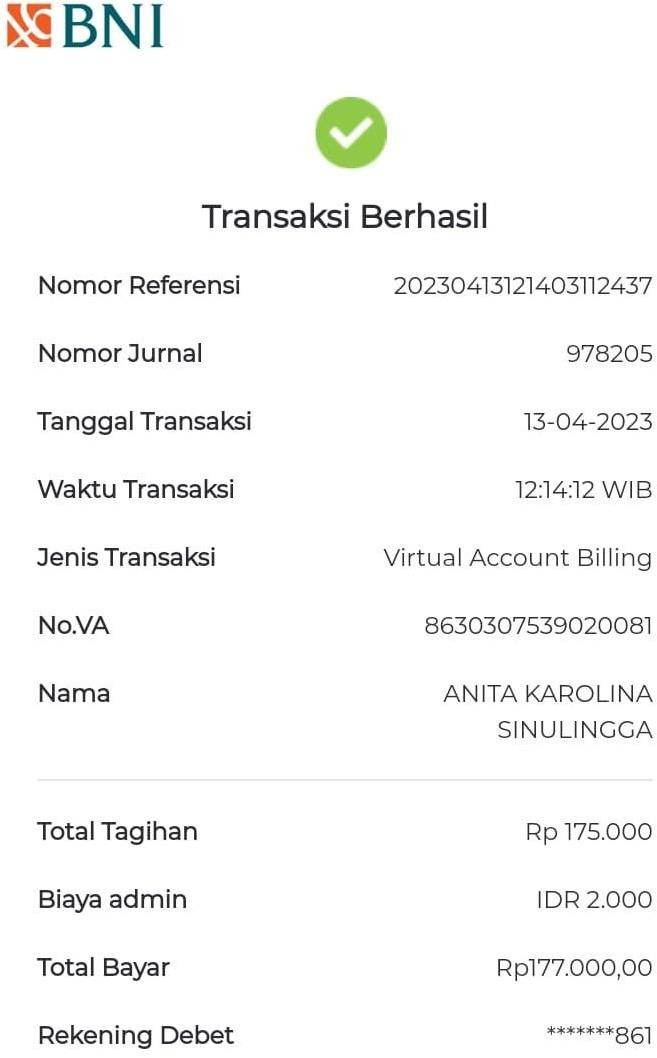 BNI
Transaksi Berhasil
Nomor Referensi 20230413121403112437
Nomor Jurnal 978205
Tanggal Transaksi 13-04-2023
Waktu Transaksi 12:14:12 WIB
Jenis Transaksi Virtual Account Billing
No.VA 8630307539020081
Nama ANITA KAROLINA
SINULINGGA
Total Tagihan Rp 175.000
Biaya admin IDR 2.000
Total Bayar Rp177.000,00
Rekening Debet *******861